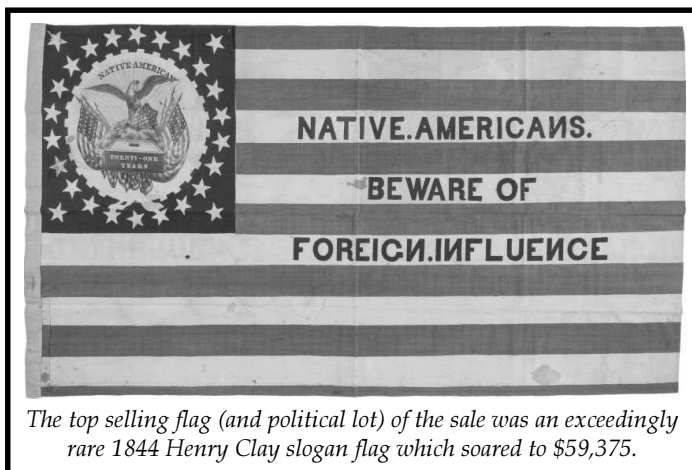 NATIVE AMERICAN
TWENTY-ONE
YEARS
NATIVE.AMERICANS.
BEWARE OF
FOREIGN.INFLUENCE
The top selling flag (and political lot) of the sale was an exceedingly
rare 1844 Henry Clay slogan flag which soared to $59,375.